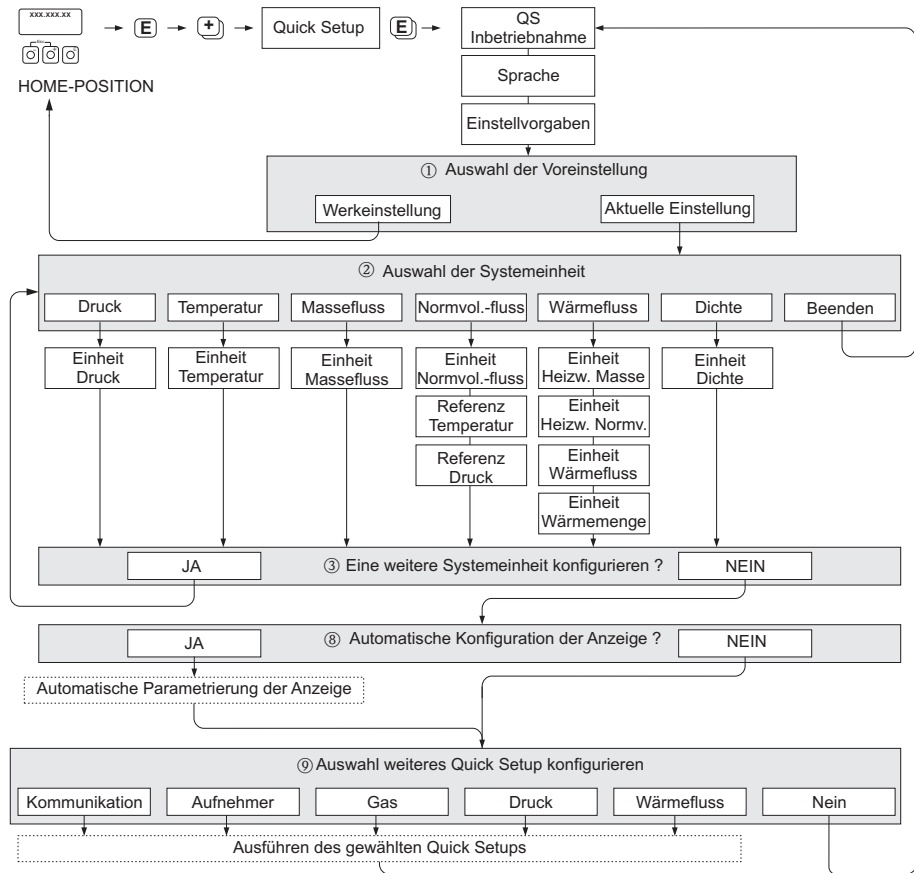 xxx.xxx.xx
Esc
E
+
Quick Setup
E
QS
Inbetriebnahme
HOME-POSITION
Sprache
Einstellvorgaben
① Auswahl der Voreinstellung
Werkeinstellung
Aktuelle Einstellung
② Auswahl der Systemeinheit
Druck
Temperatur
Massefluss
Normvol.-fluss
Wärmefluss
Dichte
Beenden
Einheit
Druck
Einheit
Temperatur
Einheit
Massefluss
Einheit
Normvol.-fluss
Einheit
Heizw. Masse
Einheit
Dichte
Referenz
Temperatur
Einheit
Heizw. Normv.
Referenz
Druck
Einheit
Wärmefluss
Einheit
Wärmemenge
JA
③ Eine weitere Systemeinheit konfigurieren ?
NEIN
JA
⑧ Automatische Konfiguration der Anzeige ?
NEIN
Automatische Parametrierung der Anzeige
⑨ Auswahl weiteres Quick Setup konfigurieren
Kommunikation
Aufnehmer
Gas
Druck
Wärmefluss
Nein
Ausführen des gewählten Quick Setups